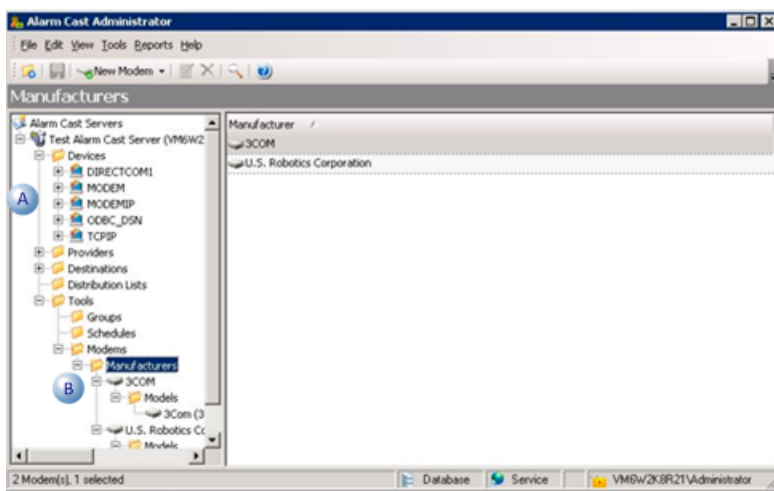 Alarm Cast Administrator
File Edit View Tools Reports Help
New Modem
Manufacturers
Alarm Cast Servers
Test Alarm Cast Server (VM6W2
Devices
DIRECTCOM1
MODEM
MODEMIP
ODBC_DSN
TCPIP
Providers
Destinations
Distribution Lists
Tools
Groups
Schedules
Modems
Manufacturers
3COM
Models
3Com (3
U.S. Robotics Cc
Models
A
B
Manufacturer
3COM
U.S. Robotics Corporation
2 Modem(s), 1 selected
Database
Service
VM6W2K8R21\Administrator